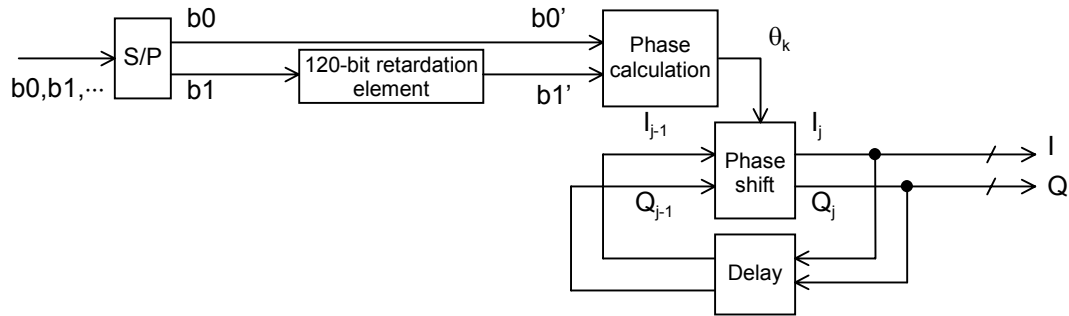 b0
b0’
S/P
b0,b1,···
b1
120-bit retardation
element
b1’
Phase
calculation
θk
Ij-1
Ij
I
Phase
shift
Qj-1
Qj
Q
Delay